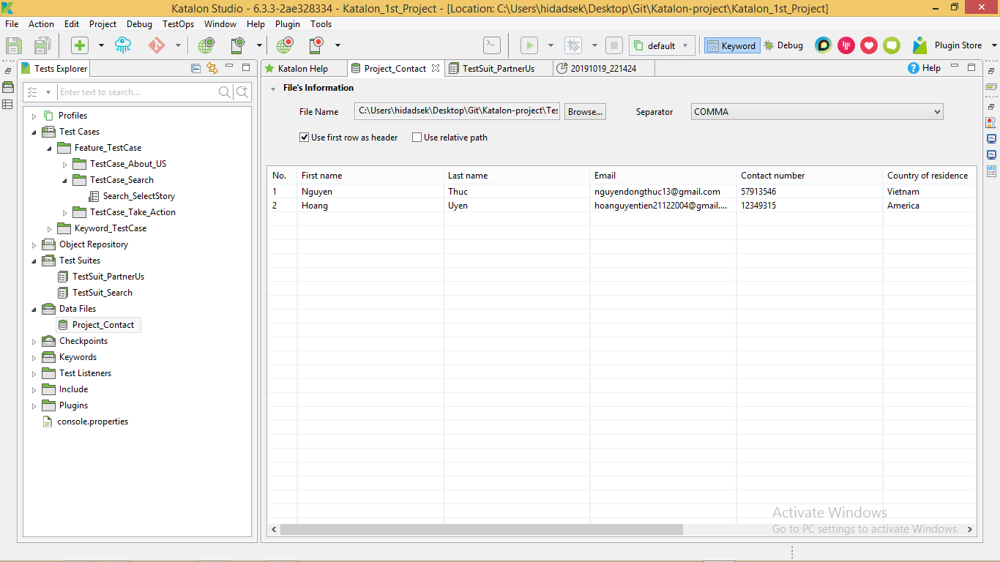 Katalon Studio - 6.3.3-2ae328334 - Katalon_1st_Project - [Location: C:\Users\hidadsek\Desktop\Git\Katalon-project\Katalon_1st_Project]
File Action Edit Project Debug TestOps Window Help Plugin Tools
default Keyword Debug Plugin Store
Tests Explorer
Enter text to search...
Profiles
Test Cases
Feature_TestCase
TestCase_About_US
TestCase_Search
Search_SelectStory
TestCase_Take_Action
Keyword_TestCase
Object Repository
Test Suites
TestSuit_PartnerUs
TestSuit_Search
Data Files
Project_Contact
Checkpoints
Keywords
Test Listeners
Include
Plugins
console.properties
Katalon Help Project_Contact TestSuit_PartnerUs 20191019_221424 Help
File's Information
File Name C:\Users\hidadsek\Desktop\Git\Katalon-project\Tes Browse... Separator COMMA
Use first row as header Use relative path
No. First name Last name Email Contact number Country of residence
1 Nguyen Thuc nguyendongthuc13@gmail.com 57913546 Vietnam
2 Hoang Uyen hoanguyentien21122004@gmail.... 12349315 America
Activate Windows
Go to PC settings to activate Windows.